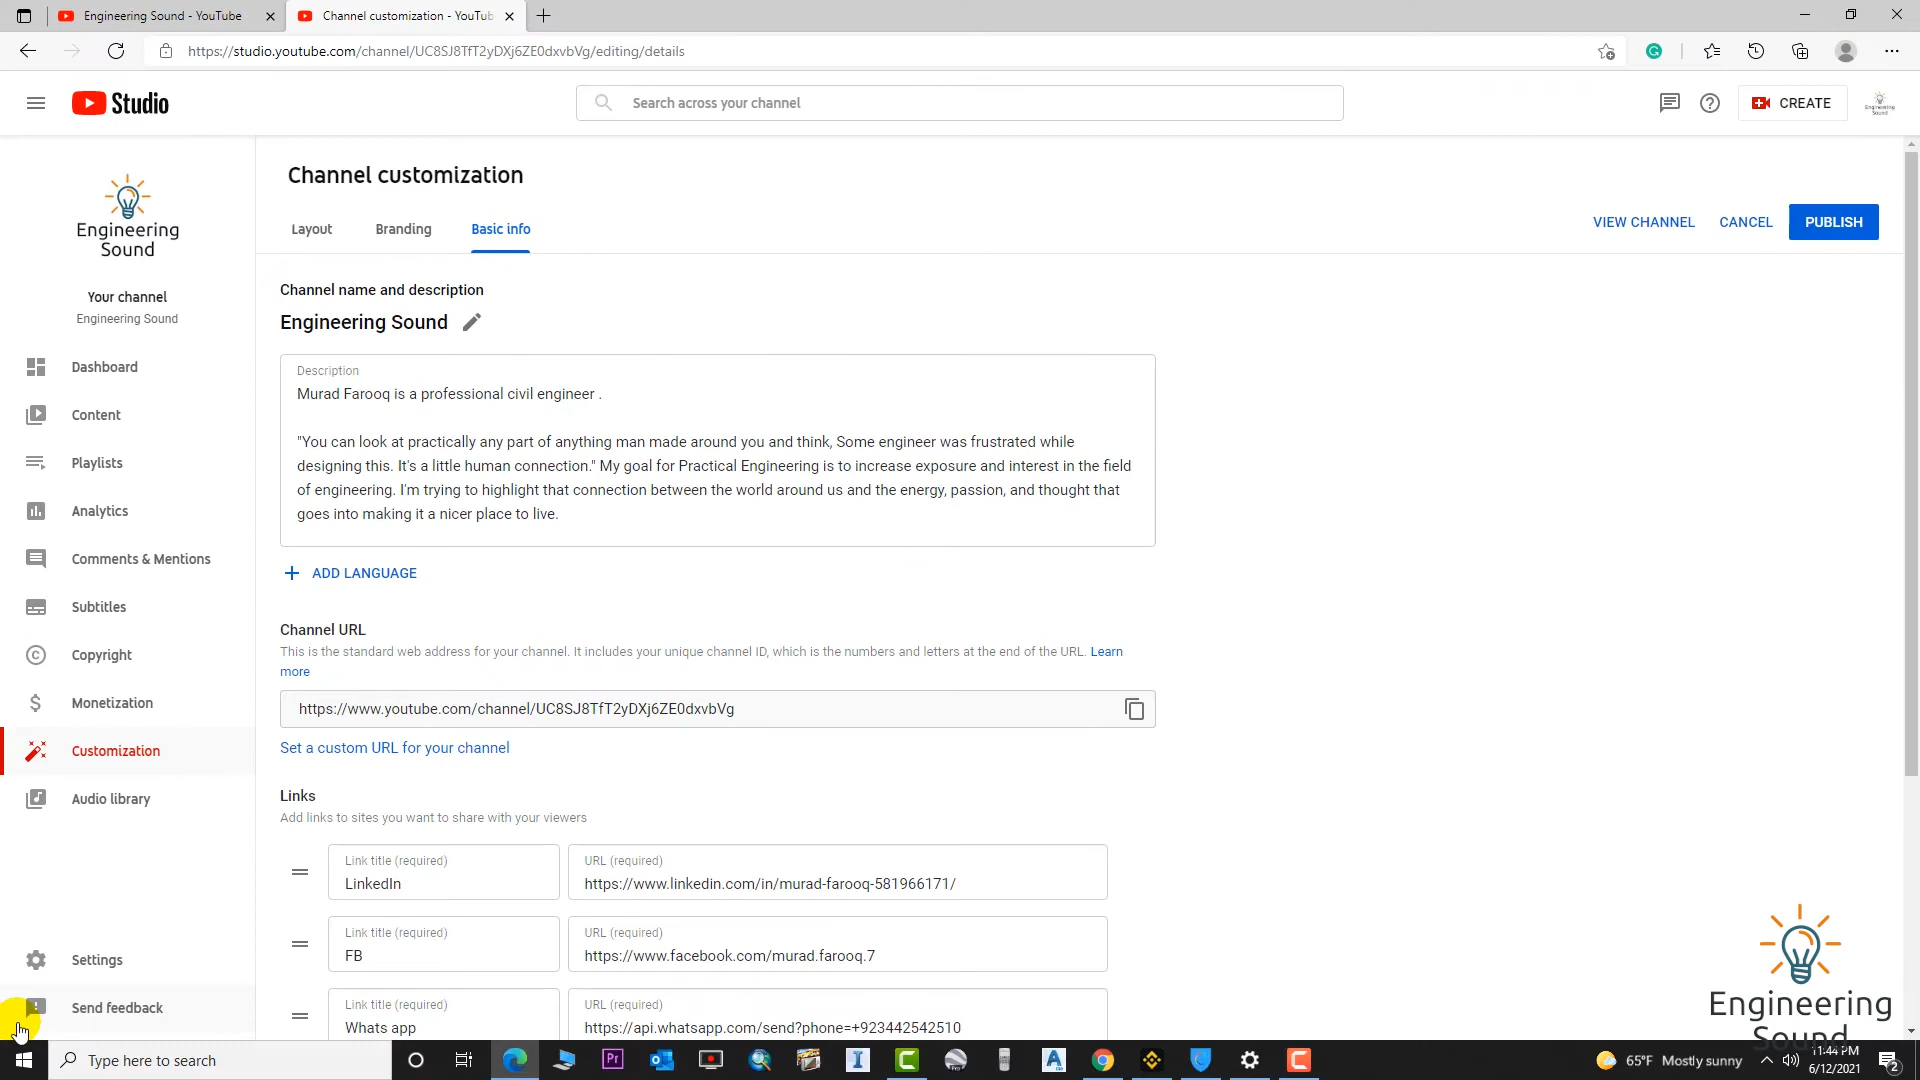 Engineering Sound - YouTube
Channel customization - YouTub
https://studio.youtube.com/channel/UC8SJ8TfT2yDXj6ZE0dxvbVg/editing/details
Studio
Search across your channel
CREATE
Engineering
Sound
Engineering
Sound
Your channel
Engineering Sound
Dashboard
Content
Playlists
Analytics
Comments & Mentions
Subtitles
Copyright
Monetization
Customization
Audio library
Settings
Send feedback
Channel customization
Layout
Branding
Basic info
VIEW CHANNEL
CANCEL
PUBLISH
Channel name and description
Engineering Sound
Description
Murad Farooq is a professional civil engineer .
"You can look at practically any part of anything man made around you and think, Some engineer was frustrated while
designing this. It's a little human connection." My goal for Practical Engineering is to increase exposure and interest in the field
of engineering. I'm trying to highlight that connection between the world around us and the energy, passion, and thought that
goes into making it a nicer place to live.
ADD LANGUAGE
Channel URL
This is the standard web address for your channel. It includes your unique channel ID, which is the numbers and letters at the end of the URL. Learn
more
https://www.youtube.com/channel/UC8SJ8TfT2yDXj6ZE0dxvbVg
Set a custom URL for your channel
Links
Add links to sites you want to share with your viewers
Link title (required)
LinkedIn
URL (required)
https://www.linkedin.com/in/murad-farooq-581966171/
Link title (required)
FB
URL (required)
https://www.facebook.com/murad.farooq.7
Link title (required)
Whats app
URL (required)
https://api.whatsapp.com/send?phone=+923442542510
Engineering
Sound
Type here to search
Pr
65°F Mostly sunny
11:44 PM
6/12/2021
2